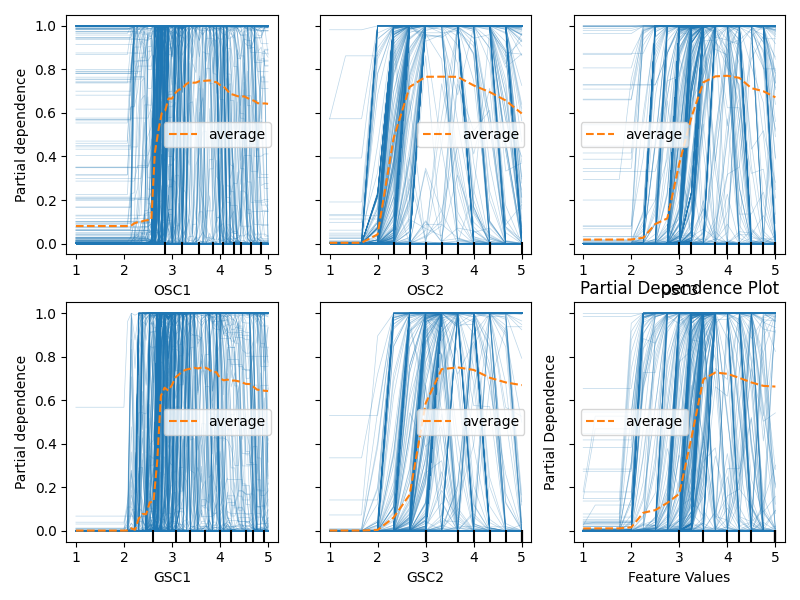 1.0
0.8
0.6
0.4
0.2
0.0
Partial dependence
average
1 2 3 4 5
OSC1
average
1 2 3 4 5
OSC2
average
1 2 3 4 5
Partial Dependence Plot
1.0
0.8
0.6
0.4
0.2
0.0
Partial dependence
average
1 2 3 4 5
GSC1
average
1 2 3 4 5
GSC2
Partial Dependence
average
1 2 3 4 5
Feature Values